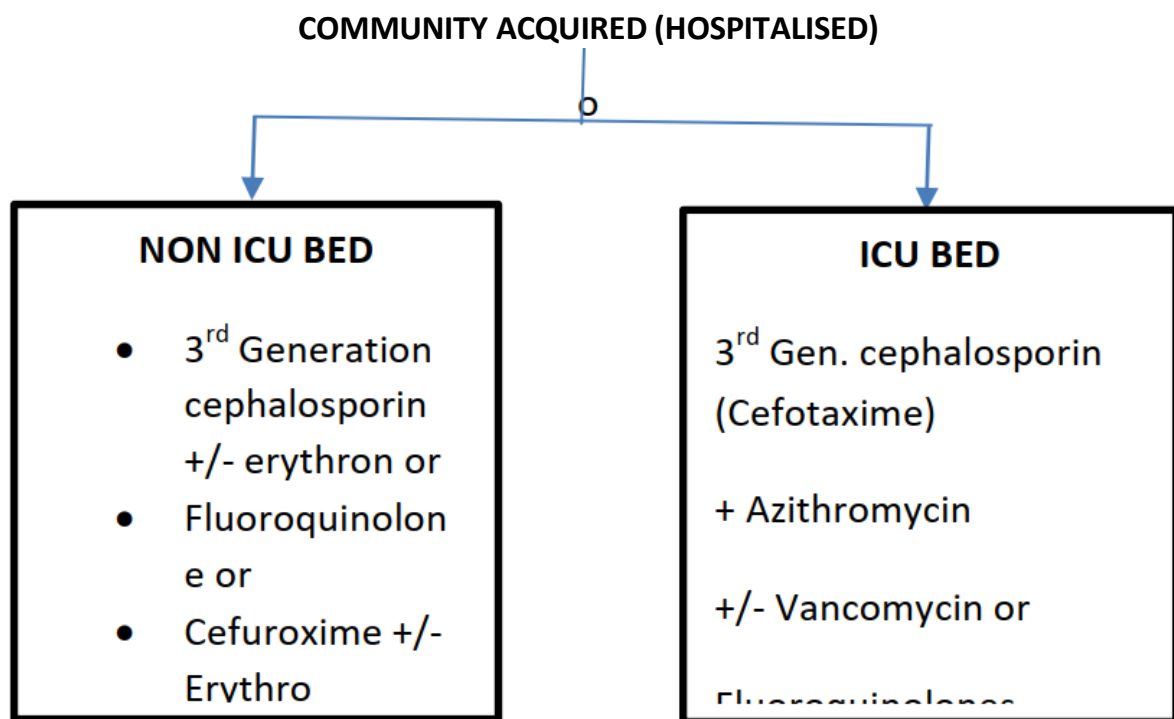 COMMUNITY ACQUIRED (HOSPITALISED)
o
NON ICU BED
• 3rd Generation
cephalosporin
+/- erythron or
• Fluoroquinolon
e or
• Cefuroxime +/-
Erythro
ICU BED
3rd Gen. cephalosporin
(Cefotaxime)
+ Azithromycin
+/- Vancomycin or
Fluoroquinolones